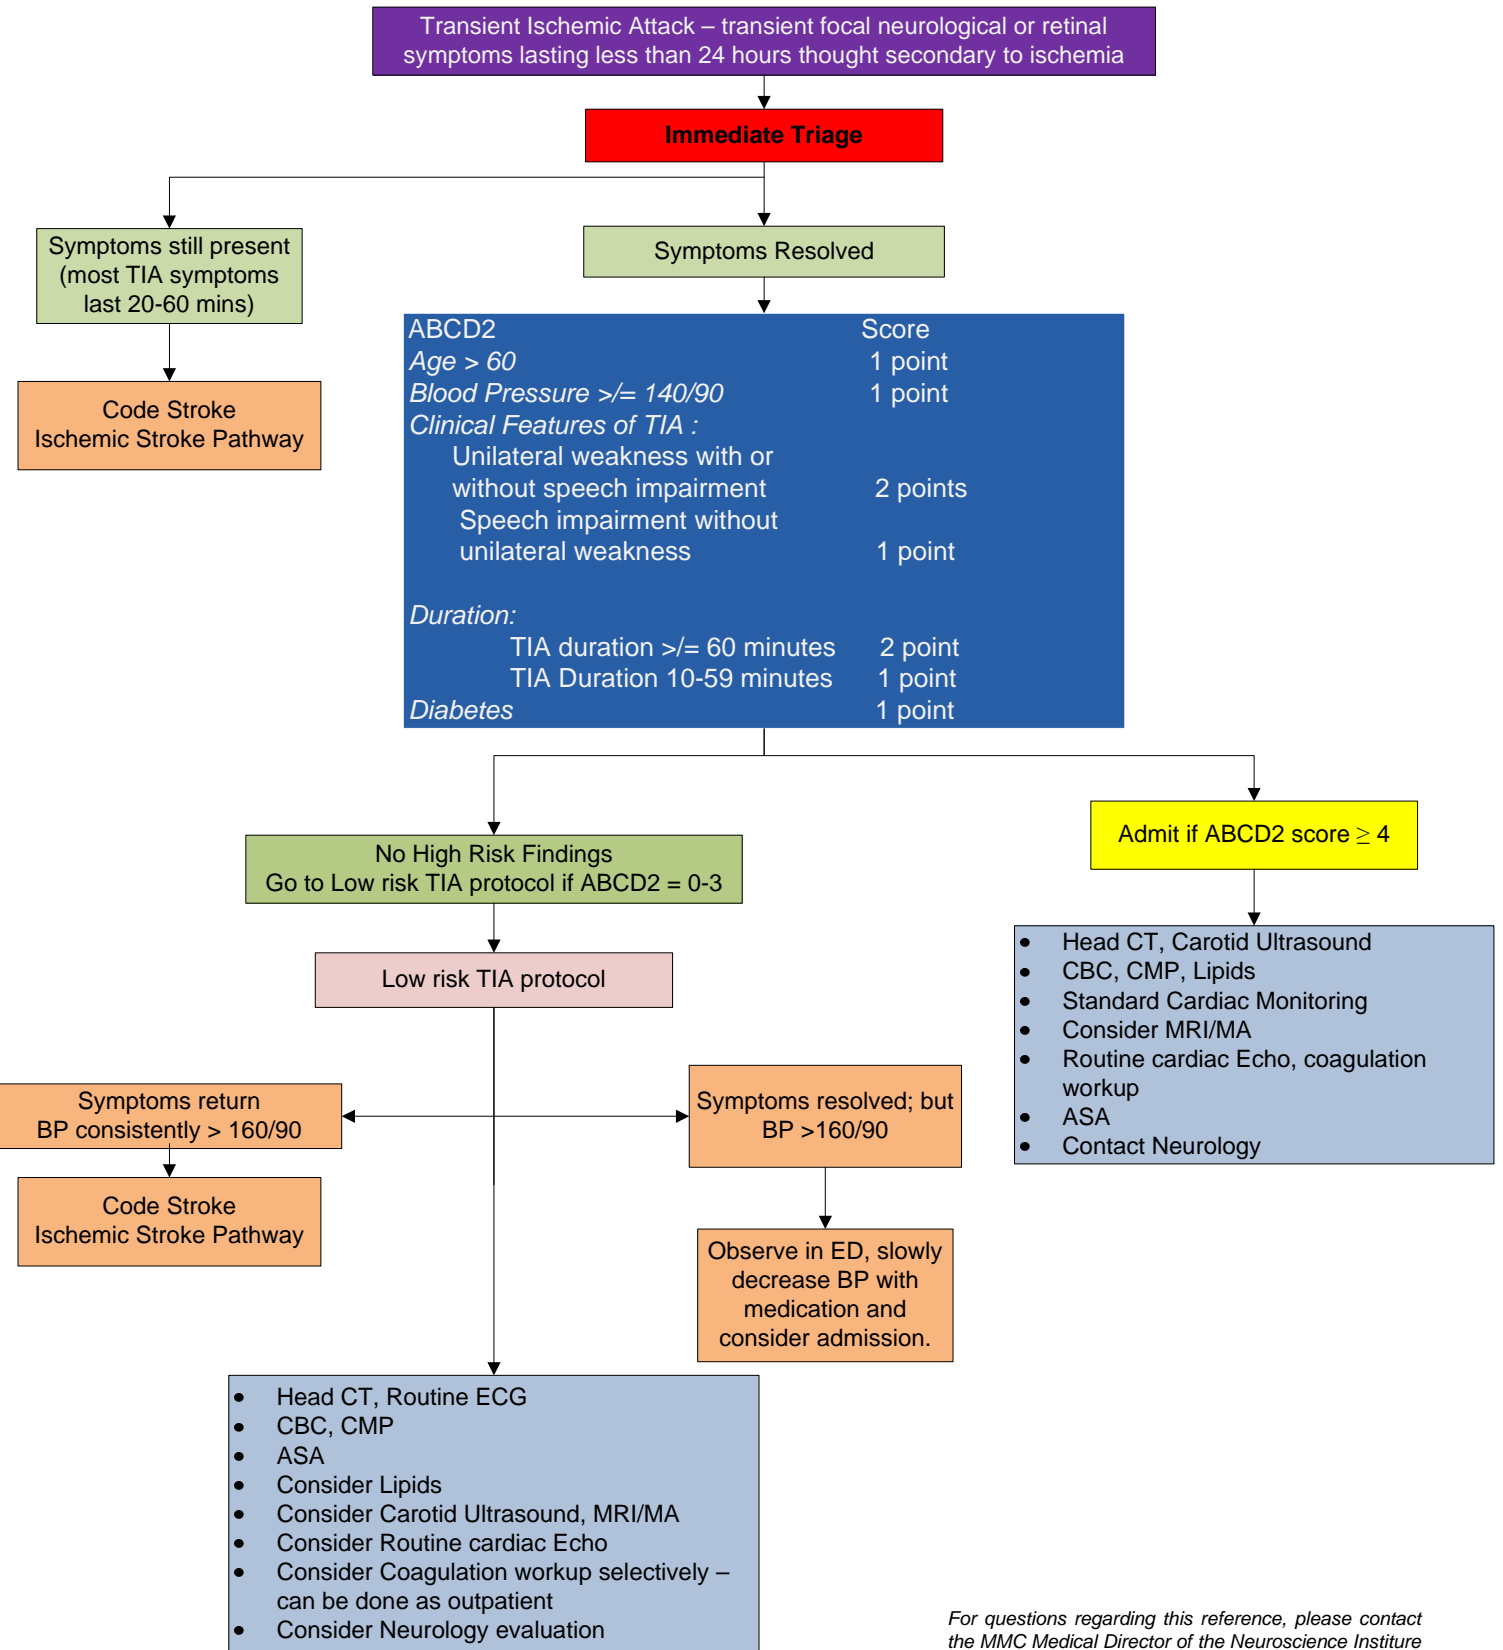 Transient Ischemic Attack – transient focal neurological or retinal
symptoms lasting less than 24 hours thought secondary to ischemia
Immediate Triage
Symptoms still present
(most TIA symptoms
last 20-60 mins)
Symptoms Resolved
Code Stroke
Ischemic Stroke Pathway
ABCD2 Score
Age > 60 1 point
Blood Pressure >/= 140/90 1 point
Clinical Features of TIA :
Unilateral weakness with or
without speech impairment 2 points
Speech impairment without
unilateral weakness 1 point
Duration:
TIA duration >/= 60 minutes 2 point
TIA Duration 10-59 minutes 1 point
Diabetes 1 point
No High Risk Findings
Go to Low risk TIA protocol if ABCD2 = 0-3
Admit if ABCD2 score ≥ 4
Low risk TIA protocol
• Head CT, Carotid Ultrasound
• CBC, CMP, Lipids
• Standard Cardiac Monitoring
• Consider MRI/MA
• Routine cardiac Echo, coagulation
workup
• ASA
• Contact Neurology
Symptoms return
BP consistently > 160/90
Symptoms resolved; but
BP >160/90
Code Stroke
Ischemic Stroke Pathway
Observe in ED, slowly
decrease BP with
medication and
consider admission.
• Head CT, Routine ECG
• CBC, CMP
• ASA
• Consider Lipids
• Consider Carotid Ultrasound, MRI/MA
• Consider Routine cardiac Echo
• Consider Coagulation workup selectively –
can be done as outpatient
• Consider Neurology evaluation
For questions regarding this reference, please contact
the MMC Medical Director of the Neuroscience Institure